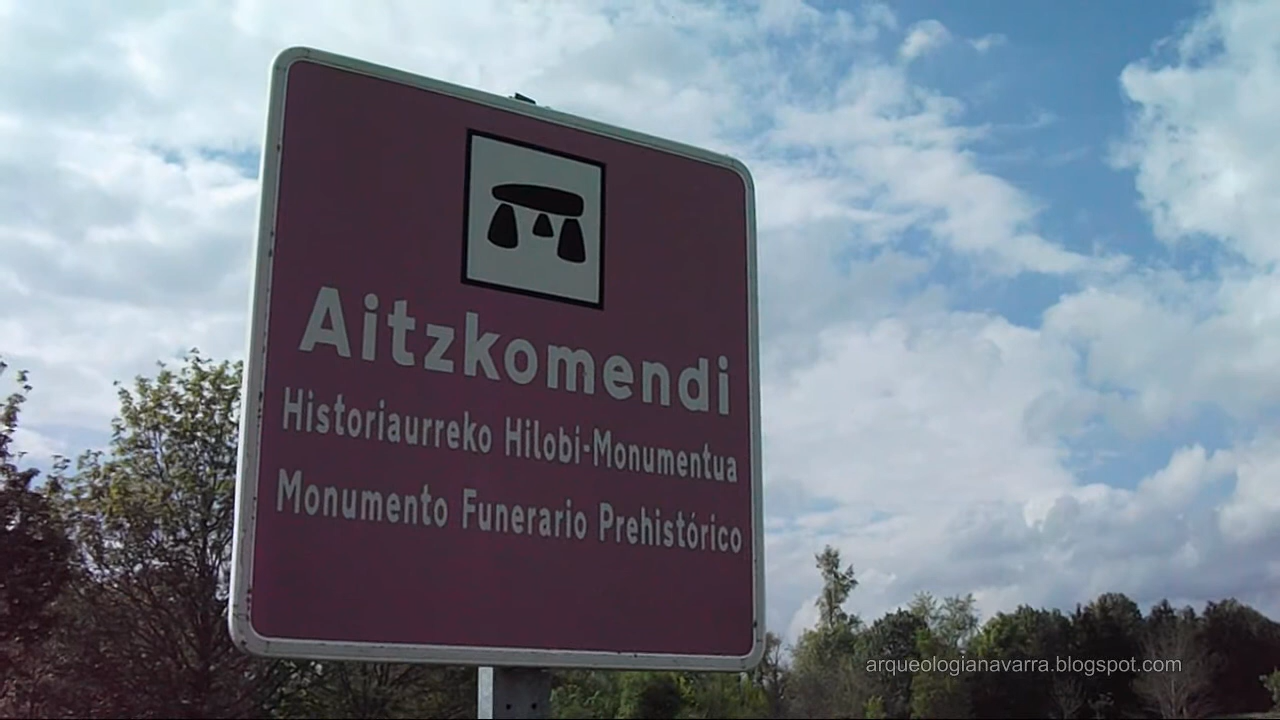 Aitzkomendi
Historiaurreko Hilobi-Monumentua
Monumento Funerario Prehistórico
arqueologianavarra.blogspot.com